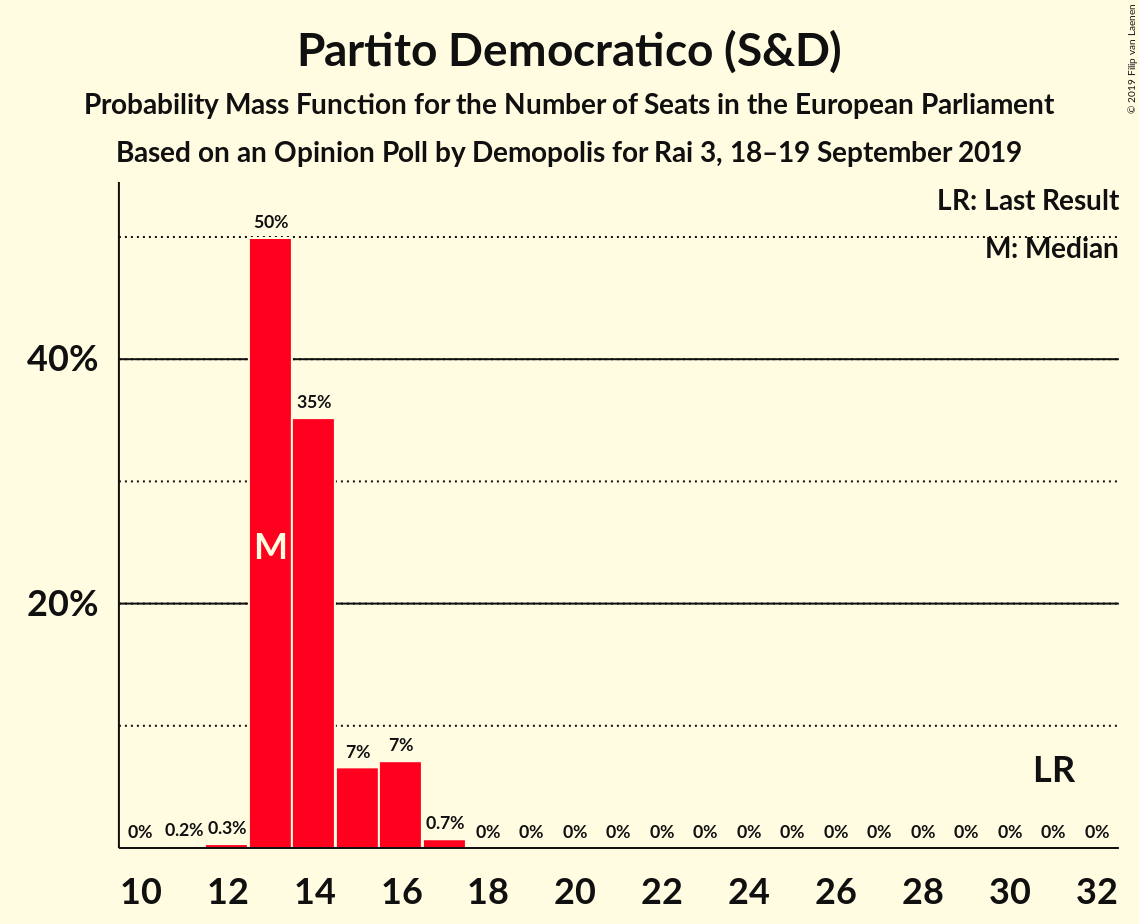 Partito Democratico (S&D)
Probability Mass Function for the Number of Seats in the European Parliament
Based on an Opinion Poll by Demopolis for Rai 3, 18–19 September 2019
© 2019 Filip van Laenen
LR: Last Result
M: Median
40%
20%
0% 0.2% 0.3% 50% 35% 7% 7% 0.7% 0% 0% 0% 0% 0% 0% 0% 0% 0% 0% 0% 0% 0% 0% 0%
M
LR
10 12 14 16 18 20 22 24 26 28 30 32